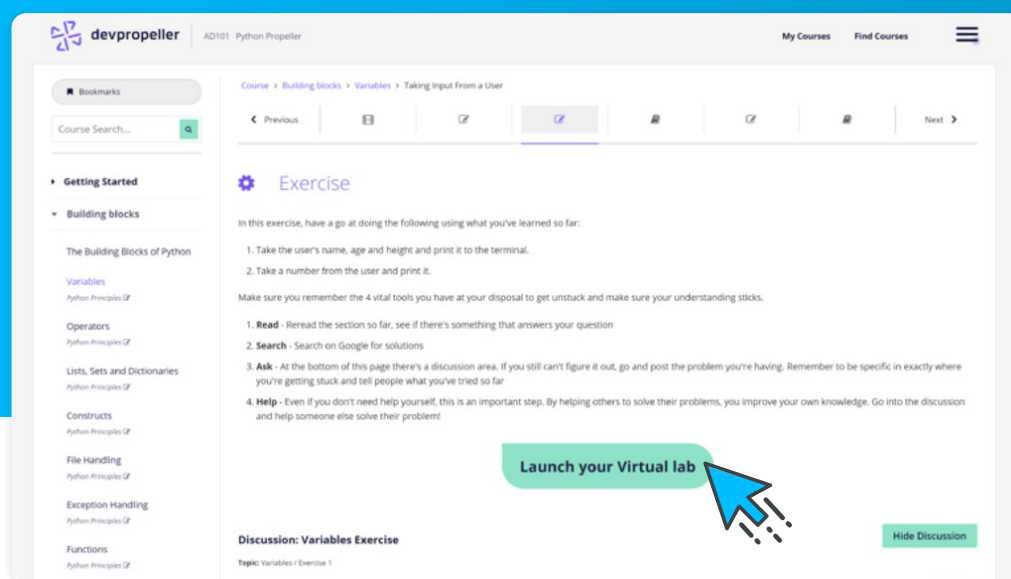 devpropeller
AD101 Python Propeller
My Courses
Find Courses
Bookmarks
Course Search...
Getting Started
Building blocks
The Building Blocks of Python
Variables
Python Principles
Operators
Python Principles
Lists, Sets and Dictionaries
Python Principles
Constructs
Python Principles
File Handling
Python Principles
Exception Handling
Python Principles
Functions
Python Principles
Course > Building blocks > Variables > Taking Input From a User
Previous
Next
Exercise
In this exercise, have a go at doing the following using what you've learned so far:
1. Take the user's name, age and height and print it to the terminal.
2. Take a number from the user and print it.
Make sure you remember the 4 vital tools you have at your disposal to get unstuck and make sure your understanding sticks.
1. Read - Reread the section so far, see if there's something that answers your question
2. Search - Search on Google for solutions
3. Ask - At the bottom of this page there's a discussion area. If you still can't figure it out, go and post the problem you're having. Remember to be specific in exactly where
you're getting stuck and tell people what you've tried so far
4. Help - Even if you don't need help yourself, this is an important step. By helping others to solve their problems, you improve your own knowledge. Go into the discussion
and help someone else solve their problem!
Launch your Virtual lab
Discussion: Variables Exercise
Hide Discussion
Topic: Variables / Exercise 1